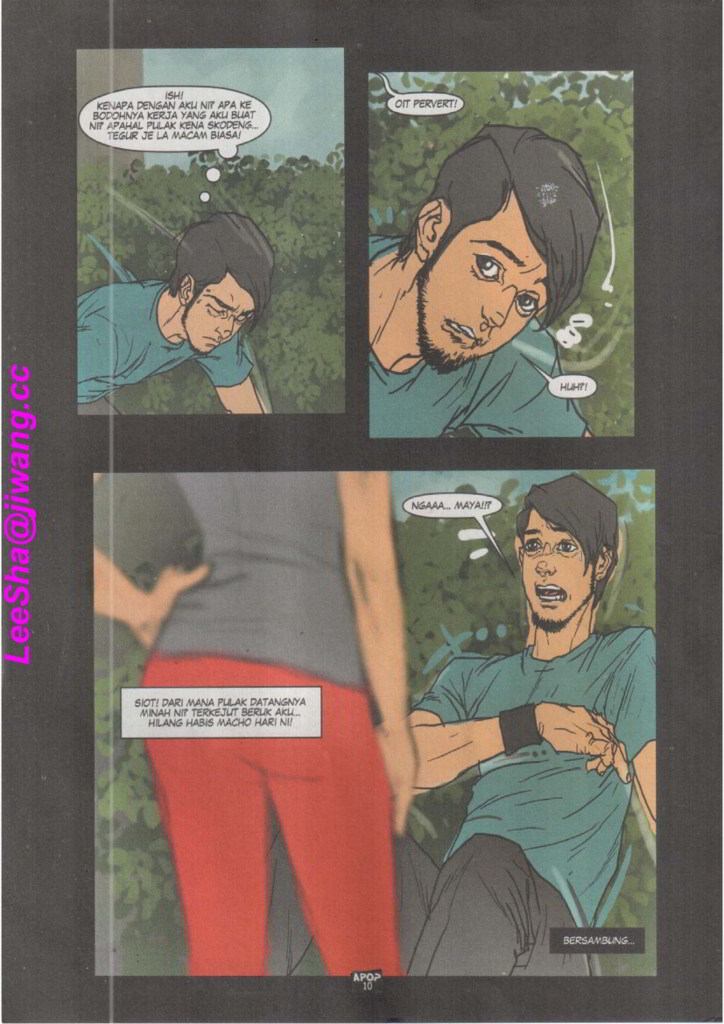 ISH!
KENAPA DENGAN AKU NI? APA KE
BODOHNYA KERJA YANG AKU BUAT
NI? APAHAL PULAK KENA SKODENG...
TEGUR JE LA MACAM BIASA!
OIT PERVERT!
HUH?!
NGAAA... MAYA!!?
SIOT! DARI MANA PULAK DATANGNYA
MINAH NI? TERKEJUT BERUK AKU...
HILANG HABIS MACHO HARI NI!
BERSAMBUNG...
APO?
10
LeeSha@jiwang.cc